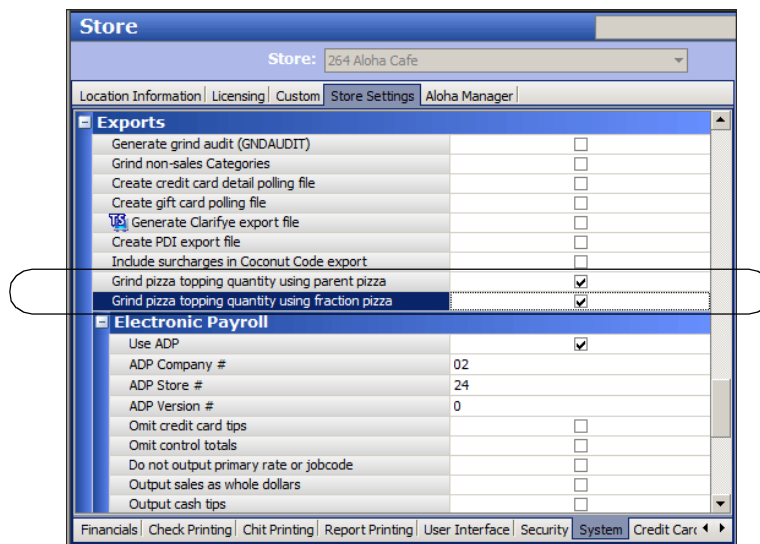 Store
Store: 264 Aloha Cafe
Location Information Licensing Custom Store Settings Aloha Manager
Exports
Generate grind audit (GNDAUDIT)
Grind non-sales Categories
Create credit card detail polling file
Create gift card polling file
TS Generate Clarifye export file
Create PDI export file
Include surcharges in Coconut Code export
Grind pizza topping quantity using parent pizza
Grind pizza topping quantity using fraction pizza
Electronic Payroll
Use ADP
ADP Company # 02
ADP Store # 24
ADP Version # 0
Omit credit card tips
Omit control totals
Do not output primary rate or jobcode
Output sales as whole dollars
Output cash tips
Financials Check Printing Chit Printing Report Printing User Interface Security System Credit Card